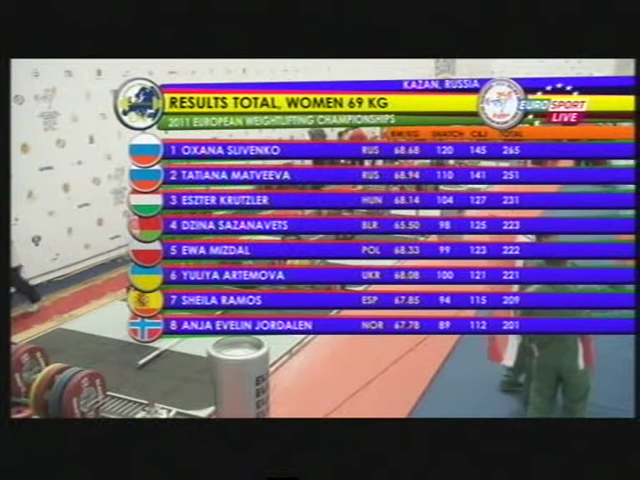 KAZAN, RUSSIA
RESULTS TOTAL, WOMEN 69 KG
EUROSPORT
LIVE
2011 EUROPEAN WEIGHTLIFTING CHAMPIONSHIPS
BW/KG SNATCH C&J TOTAL
1 OXANA SLIVENKO RUS 68.68 120 145 265
2 TATIANA MATVEEVA RUS 68.94 110 141 251
3 ESZTER KRUTZLER HUN 68.14 104 127 231
4 DZINA SAZANAVETS BLR 65.50 98 125 223
5 EWA MIZDAL POL 68.33 99 123 222
6 YULIYA ARTEMOVA UKR 68.08 100 121 221
7 SHEILA RAMOS ESP 67.85 94 115 209
8 ANJA EVELIN JORDALEN NOR 67.78 89 112 201